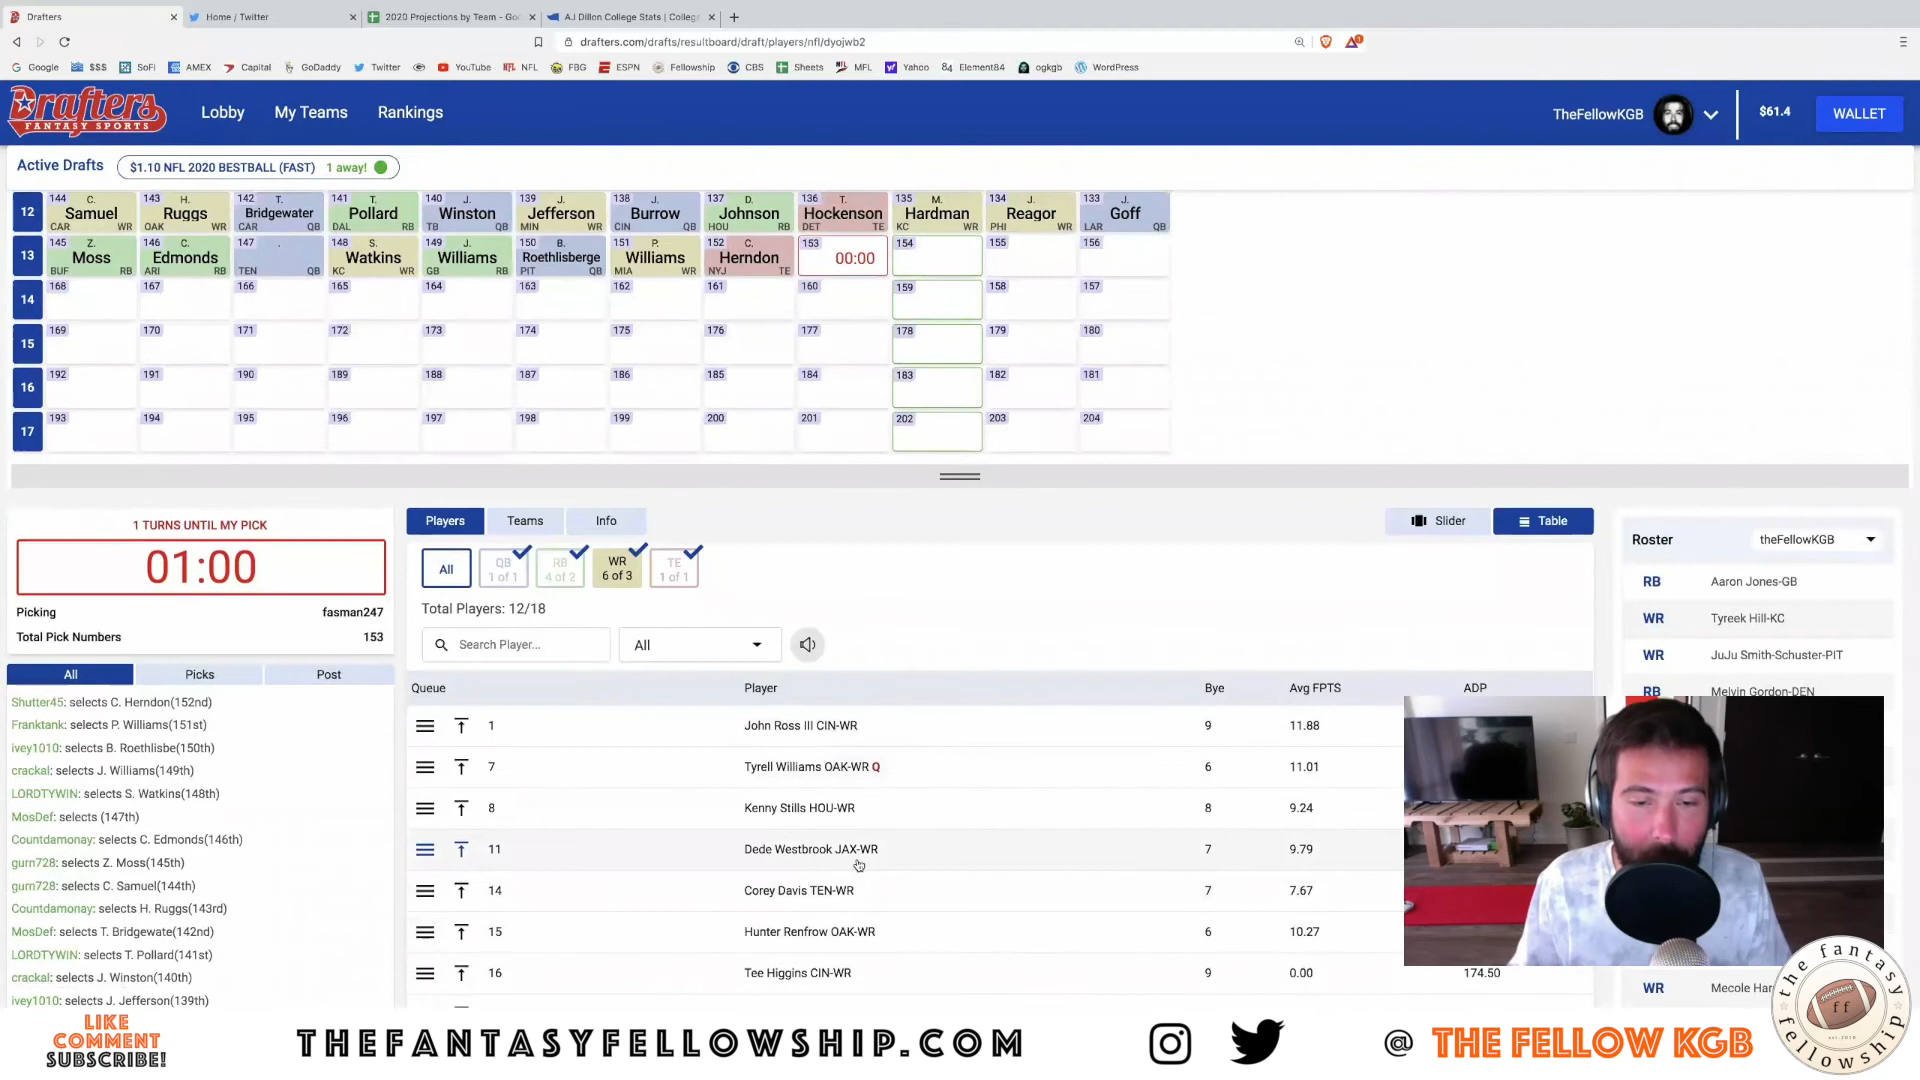 Drafters
Home / Twitter
2020 Projections by Team - Goo
AJ Dillon College Stats | Colleg
drafters.com/drafts/resultboard/draft/players/nfl/dyojwb2
Google $$$ SoFi AMEX Capital GoDaddy Twitter YouTube NFL FBG ESPN Fellowship CBS Sheets MFL Yahoo Element84 ogkgb WordPress
Drafters FANTASY SPORTS
Lobby My Teams Rankings
TheFellowKGB $61.4 WALLET
Active Drafts $1.10 NFL 2020 BESTBALL (FAST) 1 away!
144 C. 143 H. 142 T. 141 T. 140 J. 139 J. 138 J. 137 D. 136 T. 135 M. 134 J. 133 J.
12 Samuel Ruggs Bridgewater Pollard Winston Jefferson Burrow Johnson Hockenson Hardman Reagor Goff
CAR WR OAK WR CAR QB DAL RB TB QB MIN WR CIN QB HOU RB DET TE KC WR PHI WR LAR QB
145 Z. 146 C. 147 . 148 S. 149 J. 150 B. 151 P. 152 C. 153 154 155 156
13 Moss Edmonds Watkins Williams Roethlisberge Williams Herndon 00:00
BUF RB ARI RB TEN QB KC WR GB RB PIT QB MIA WR NYJ TE
14 168 167 166 165 164 163 162 161 160 159 158 157
15 169 170 171 172 173 174 175 176 177 178 179 180
16 192 191 190 189 188 187 186 185 184 183 182 181
17 193 194 195 196 197 198 199 200 201 202 203 204
1 TURNS UNTIL MY PICK
01:00
Picking fasman247
Total Pick Numbers 153
All Picks Post
Shutter45: selects C. Herndon(152nd)
Franktank: selects P. Williams(151st)
ivey1010: selects B. Roethlisbe(150th)
crackal: selects J. Williams(149th)
LORDTYWIN: selects S. Watkins(148th)
MosDef: selects (147th)
Countdamonay: selects C. Edmonds(146th)
gurn728: selects Z. Moss(145th)
gurn728: selects C. Samuel(144th)
Countdamonay: selects H. Ruggs(143rd)
MosDef: selects T. Bridgewate(142nd)
LORDTYWIN: selects T. Pollard(141st)
crackal: selects J. Winston(140th)
ivey1010: selects J. Jefferson(139th)
Players Teams Info
Slider Table
All
QB 1 of 1
RB 4 of 2
WR 6 of 3
TE 1 of 1
Total Players: 12/18
Search Player... All
Queue Player Bye Avg FPTS ADP
1 John Ross III CIN-WR 9 11.88
7 Tyrell Williams OAK-WR Q 6 11.01
8 Kenny Stills HOU-WR 8 9.24
11 Dede Westbrook JAX-WR 7 9.79
14 Corey Davis TEN-WR 7 7.67
15 Hunter Renfrow OAK-WR 6 10.27
16 Tee Higgins CIN-WR 9 0.00 174.50
Roster theFellowKGB
RB Aaron Jones-GB
WR Tyreek Hill-KC
WR JuJu Smith-Schuster-PIT
RB Melvin Gordon-DEN
WR Mecole Har
LIKE
COMMENT
SUBSCRIBE!
THEFANTASYFELLOWSHIP.COM
@ THE FELLOW KGB
the fantasy
ff
est. 2018
fellowship